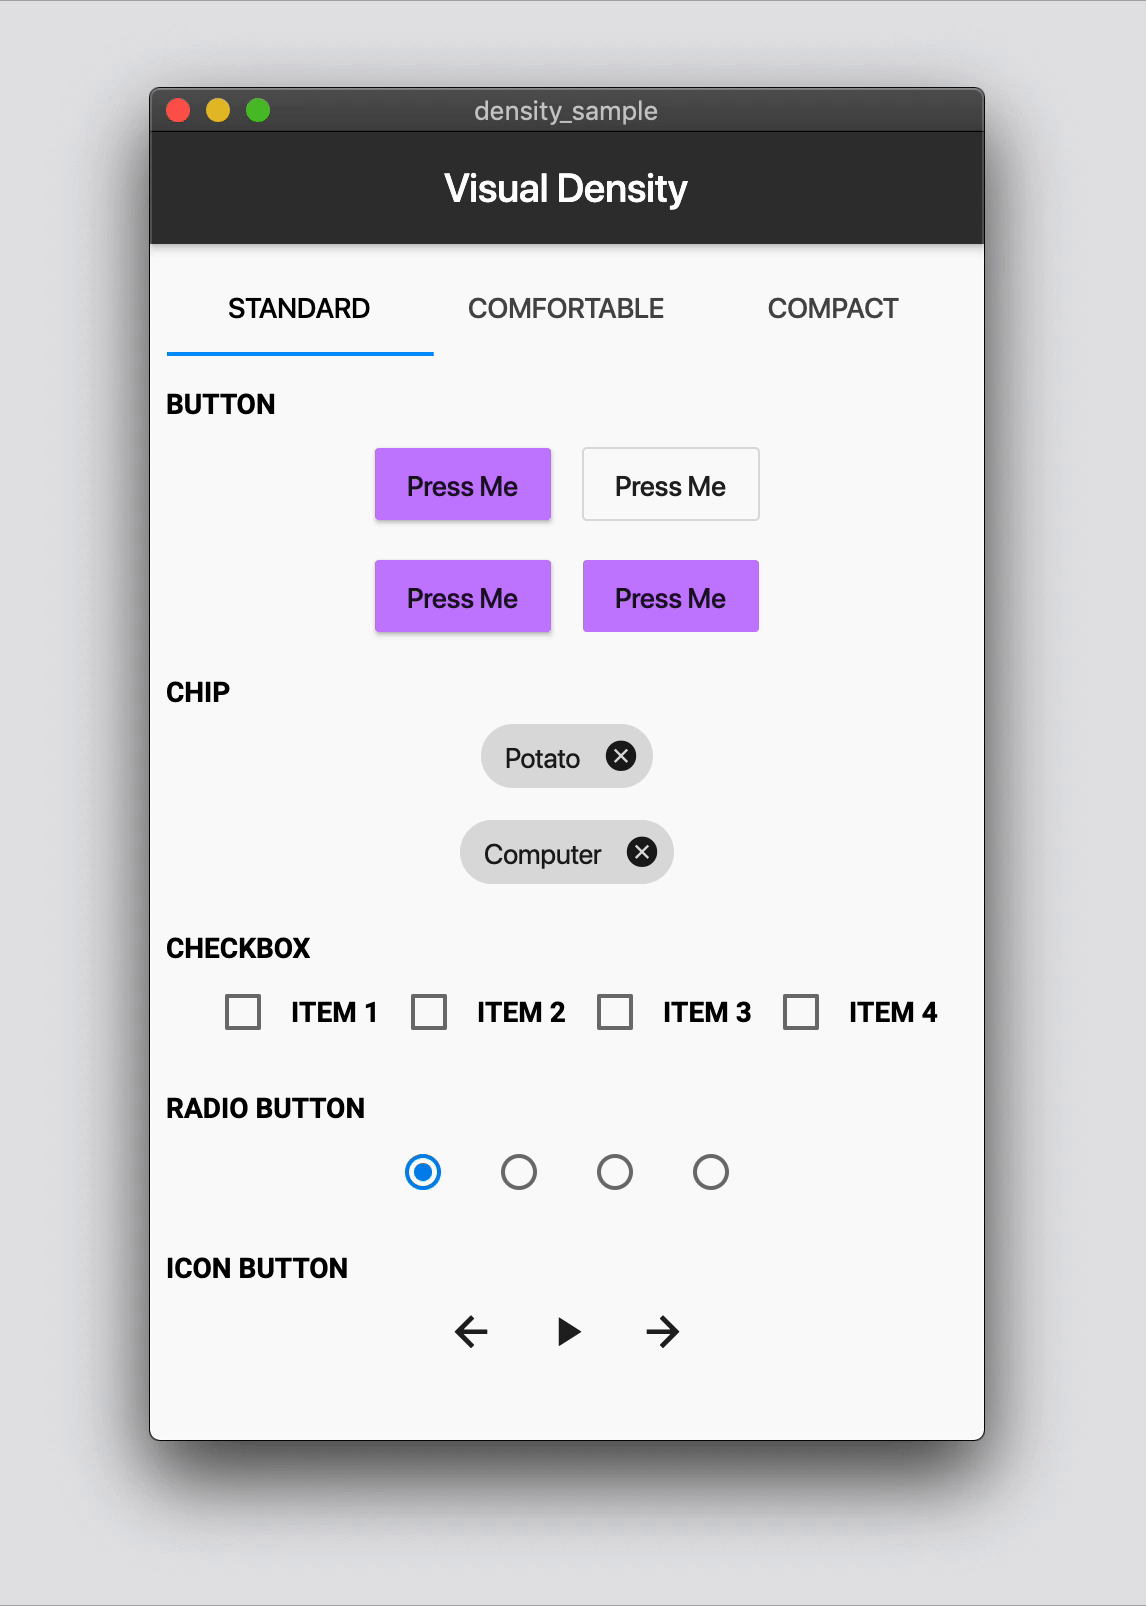 density_sample
Visual Density
STANDARD COMFORTABLE COMPACT
BUTTON
Press Me Press Me
Press Me Press Me
CHIP
Potato
Computer
CHECKBOX
ITEM 1 ITEM 2 ITEM 3 ITEM 4
RADIO BUTTON
ICON BUTTON